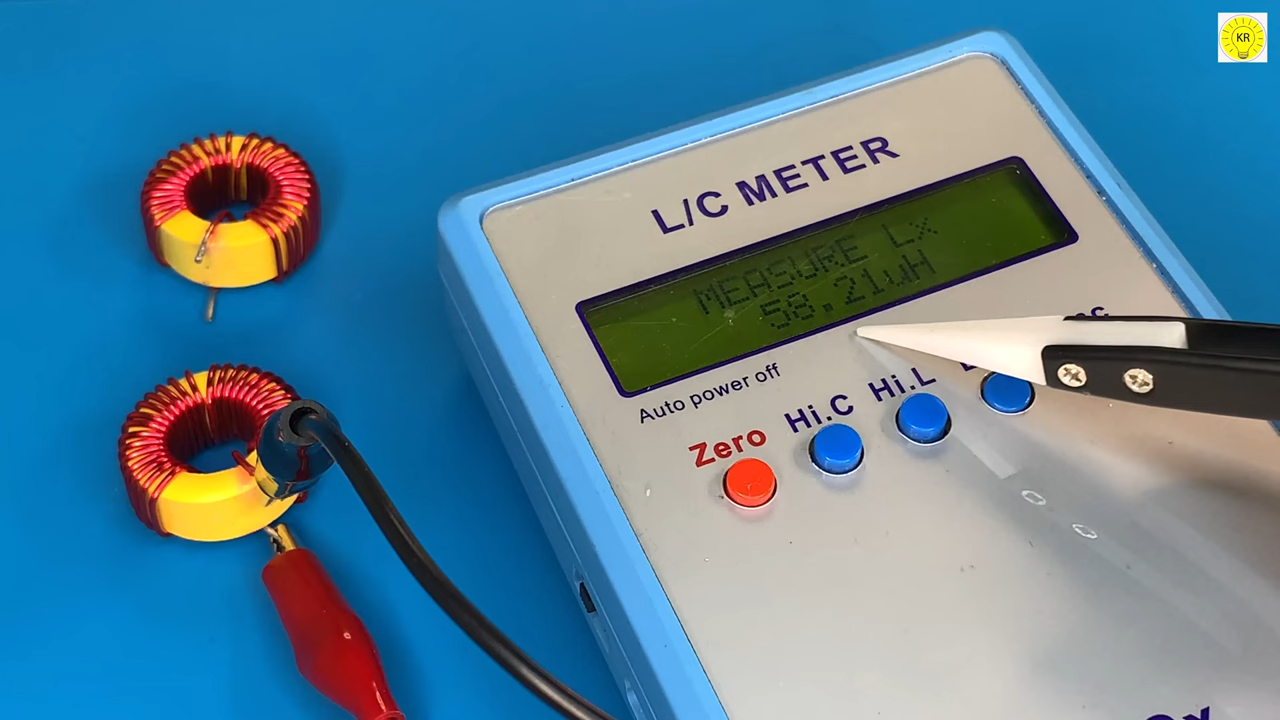 KR
L/C METER
MEASURE Lx
58.21uH
Auto power off
Zero
Hi.C
Hi.L